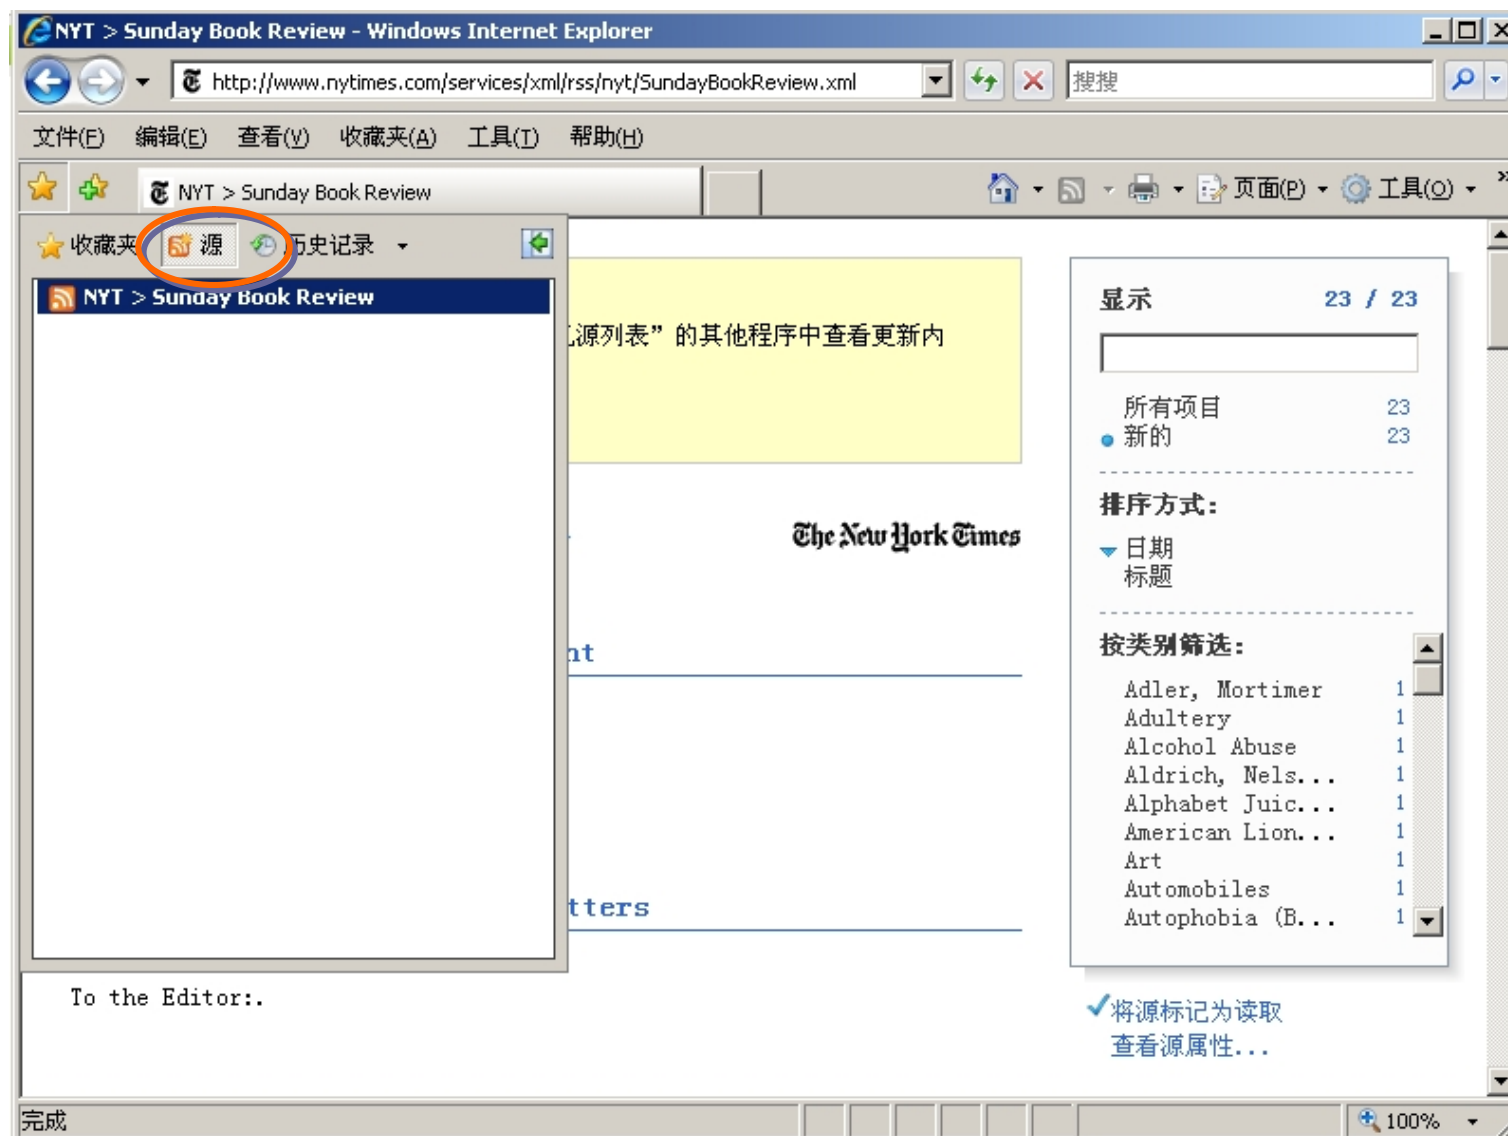 NYT > Sunday Book Review - Windows Internet Explorer
http://www.nytimes.com/services/xml/rss/nyt/SundayBookReview.xml
搜搜
文件(F) 编辑(E) 查看(V) 收藏夹(A) 工具(T) 帮助(H)
NYT > Sunday Book Review
页面(P) 工具(O)
收藏夹 源 历史记录
NYT > Sunday Book Review
源列表”的其他程序中查看更新内
The New York Times
nt
tters
To the Editor:.
显示 23 / 23
所有项目 23
新的 23
排序方式:
日期
标题
按类别筛选:
Adler, Mortimer 1
Adultery 1
Alcohol Abuse 1
Aldrich, Nels... 1
Alphabet Juic... 1
American Lion... 1
Art 1
Automobiles 1
Autophobia (B... 1
将源标记为读取
查看源属性...
完成
100%